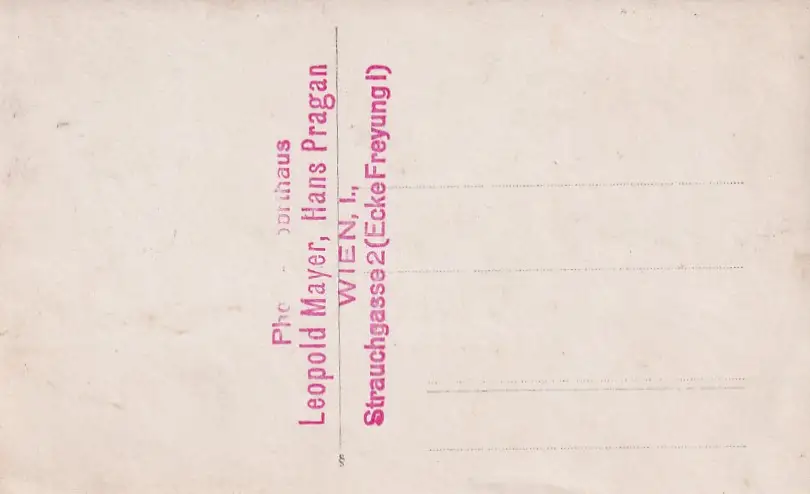 Leopold Mayer, Hans Pragan
WIEN, I.,
Strauchgasse 2 (Ecke Freyung I)
S